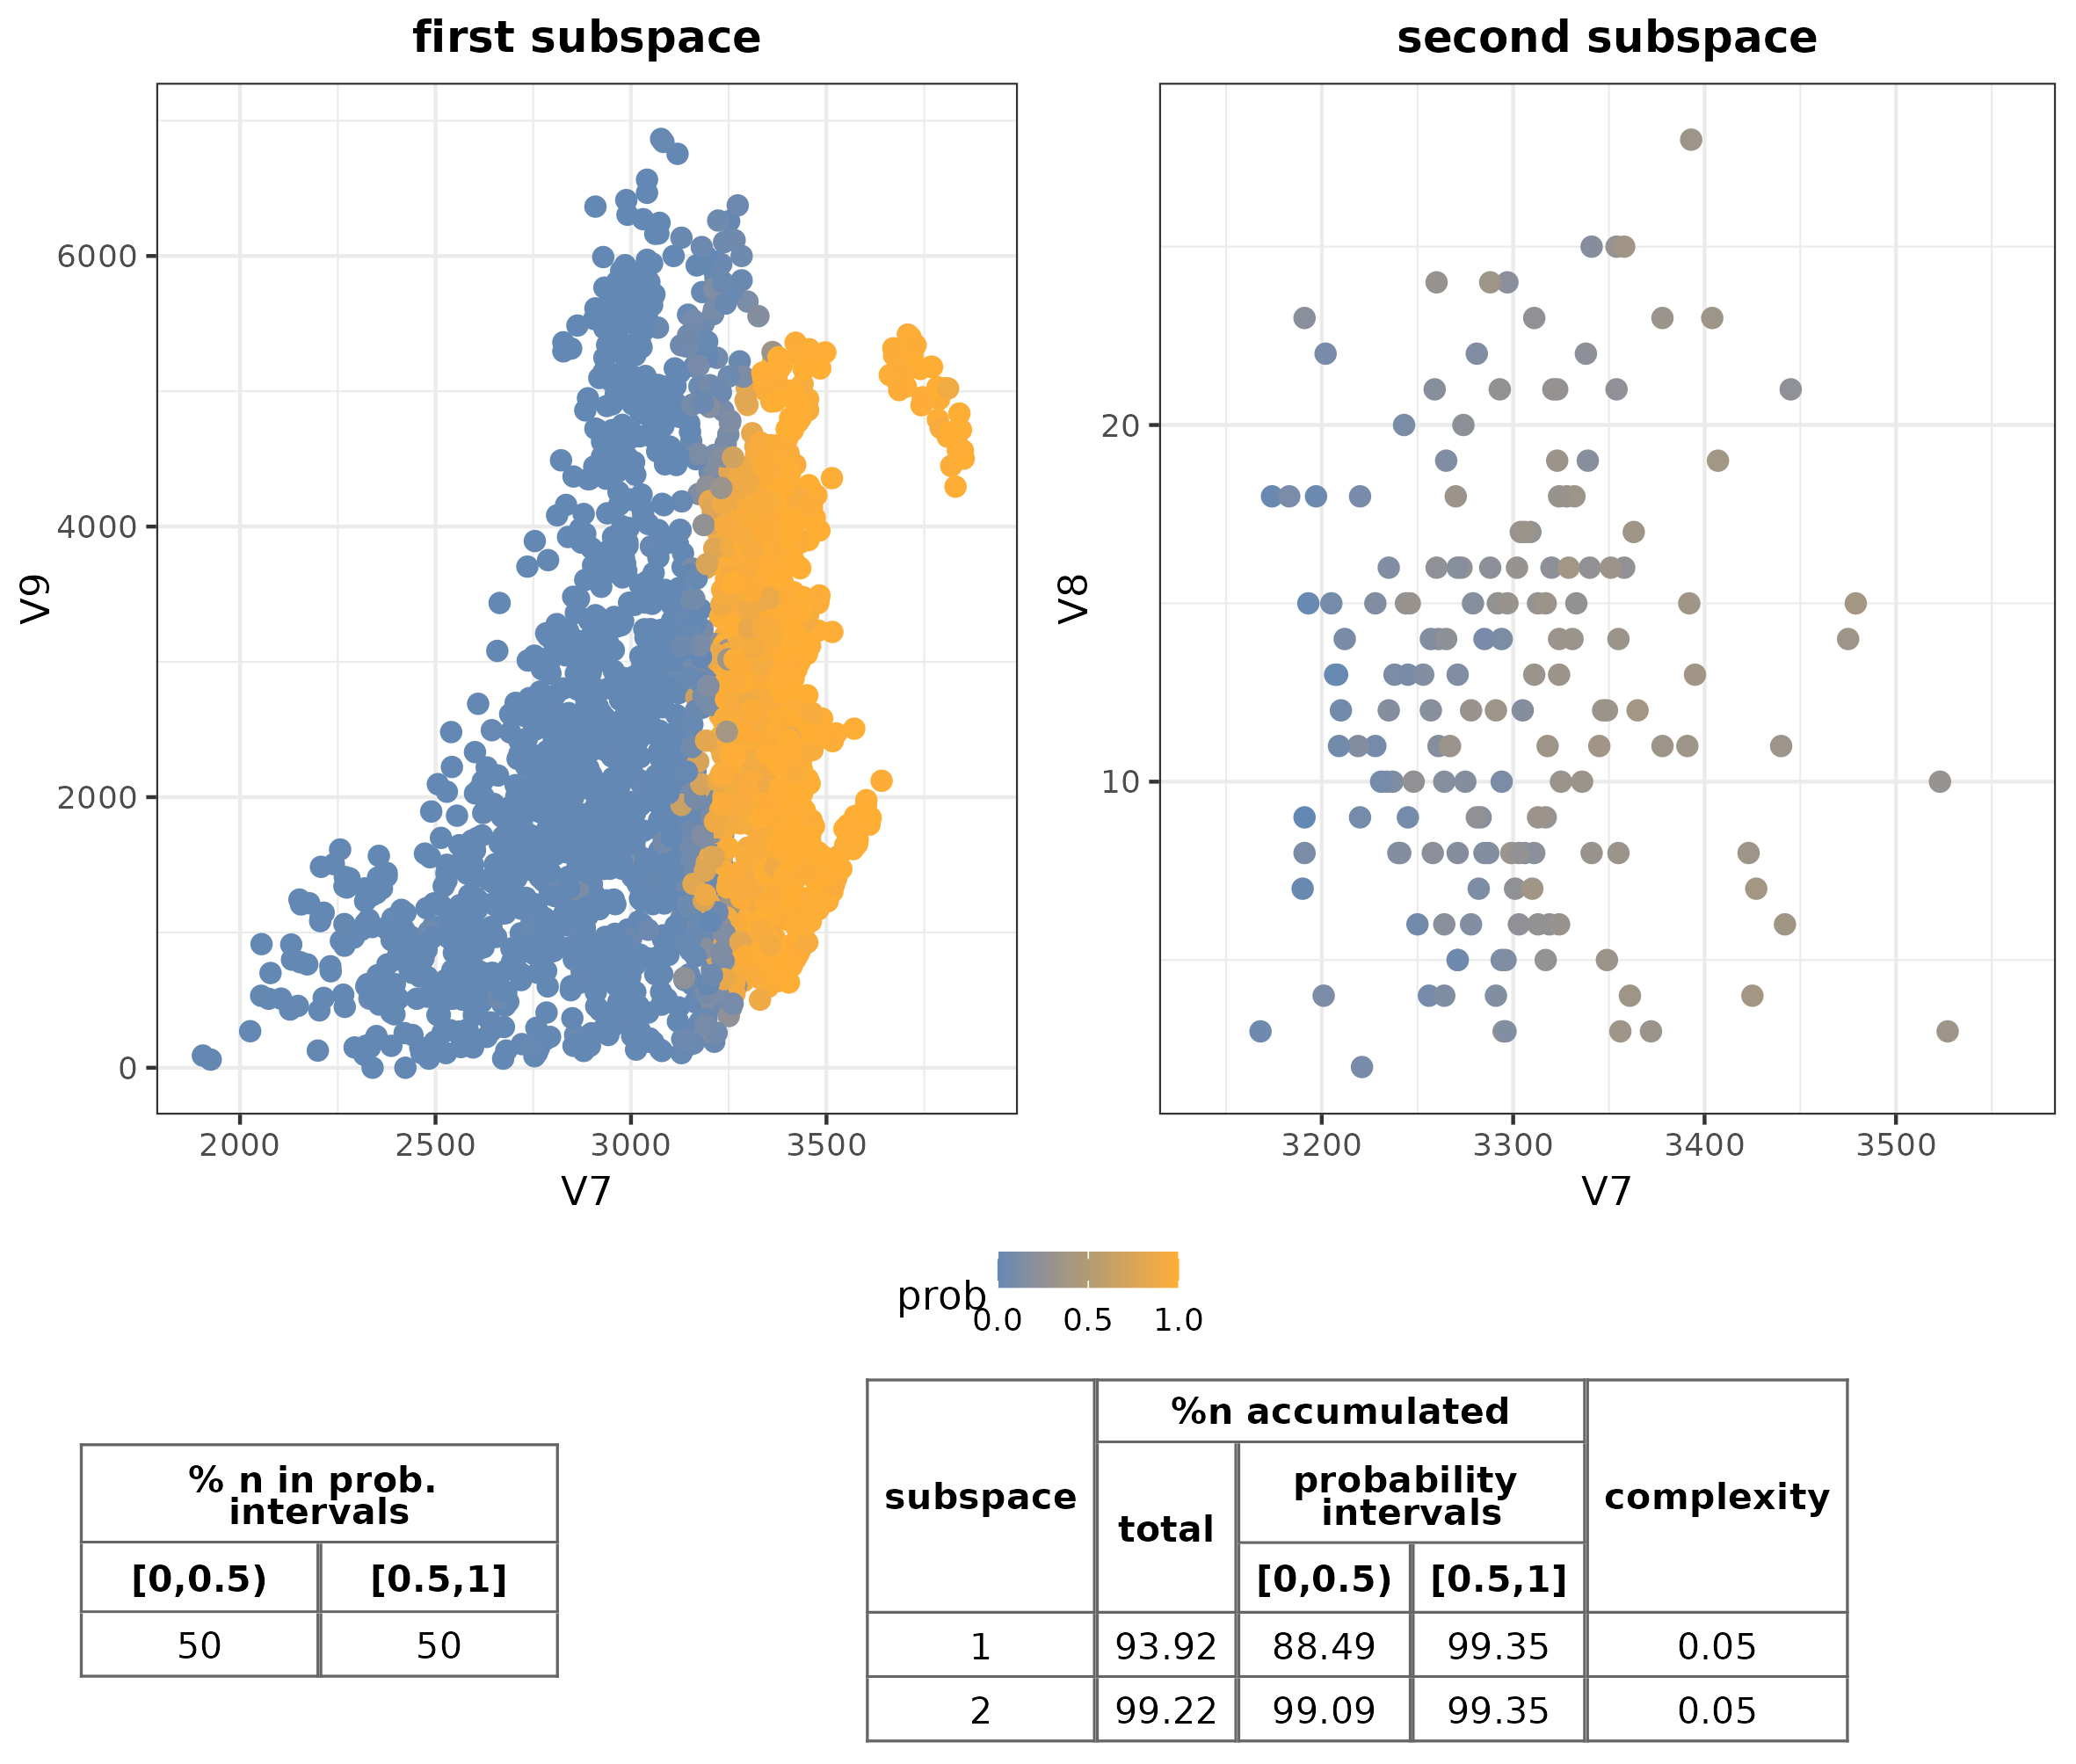 first subspace
second subspace
6000
4000
2000
0
V9
2000 2500 3000 3500
V7
20
10
V8
3200 3300 3400 3500
V7
prob
0.0 0.5 1.0
% n in prob.
intervals
[0,0.5) [0.5,1]
50 50
%n accumulated
subspace
total
probability
intervals
complexity
[0,0.5) [0.5,1]
1 93.92 88.49 99.35 0.05
2 99.22 99.09 99.35 0.05